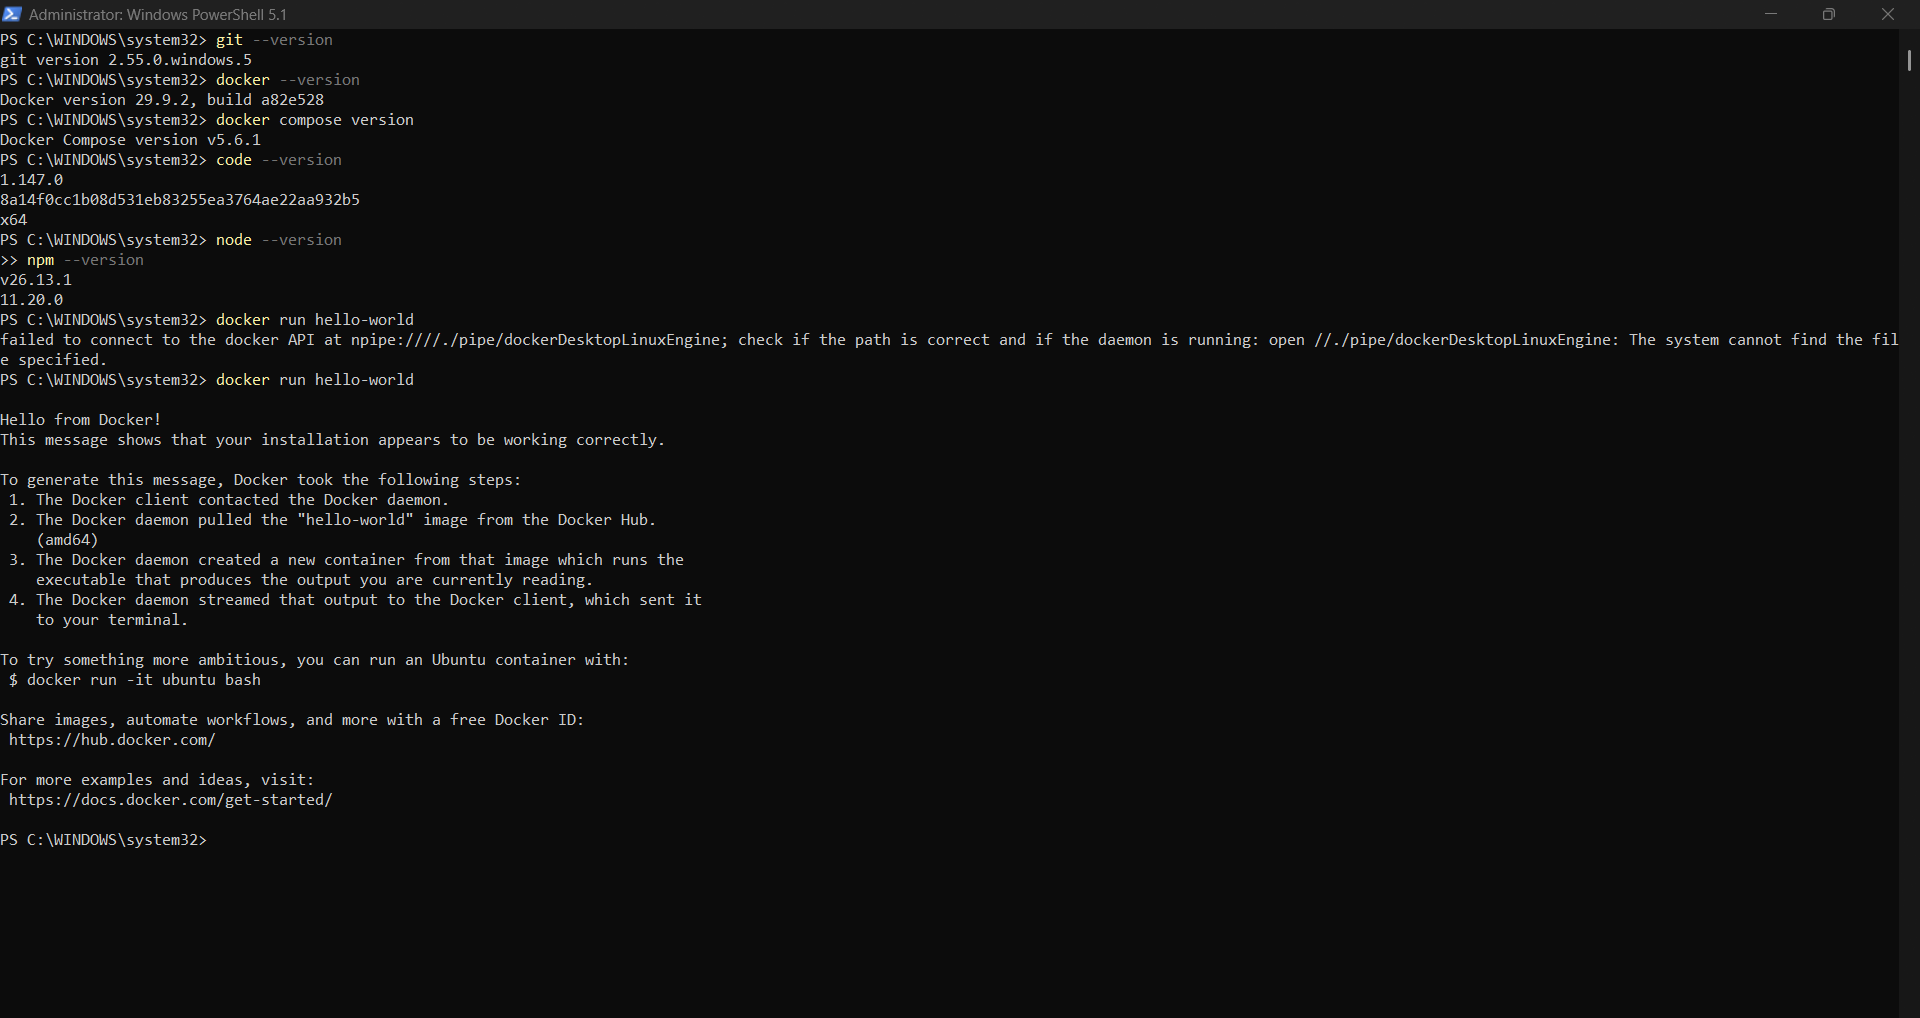 Administrator: Windows PowerShell 5.1
PS C:\WINDOWS\system32> git --version
git version 2.55.0.windows.5
PS C:\WINDOWS\system32> docker --version
Docker version 29.9.2, build a82e528
PS C:\WINDOWS\system32> docker compose version
Docker Compose version v5.6.1
PS C:\WINDOWS\system32> code --version
1.147.0
8a14f0cc1b08d531eb83255ea3764ae22aa932b5
x64
PS C:\WINDOWS\system32> node --version
>> npm --version
v26.13.1
11.20.0
PS C:\WINDOWS\system32> docker run hello-world
failed to connect to the docker API at npipe:////./pipe/dockerDesktopLinuxEngine; check if the path is correct and if the daemon is running: open //./pipe/dockerDesktopLinuxEngine: The system cannot find the fil
e specified.
PS C:\WINDOWS\system32> docker run hello-world

Hello from Docker!
This message shows that your installation appears to be working correctly.

To generate this message, Docker took the following steps:
 1. The Docker client contacted the Docker daemon.
 2. The Docker daemon pulled the "hello-world" image from the Docker Hub.
    (amd64)
 3. The Docker daemon created a new container from that image which runs the
    executable that produces the output you are currently reading.
 4. The Docker daemon streamed that output to the Docker client, which sent it
    to your terminal.

To try something more ambitious, you can run an Ubuntu container with:
 $ docker run -it ubuntu bash

Share images, automate workflows, and more with a free Docker ID:
 https://hub.docker.com/

For more examples and ideas, visit:
 https://docs.docker.com/get-started/

PS C:\WINDOWS\system32>